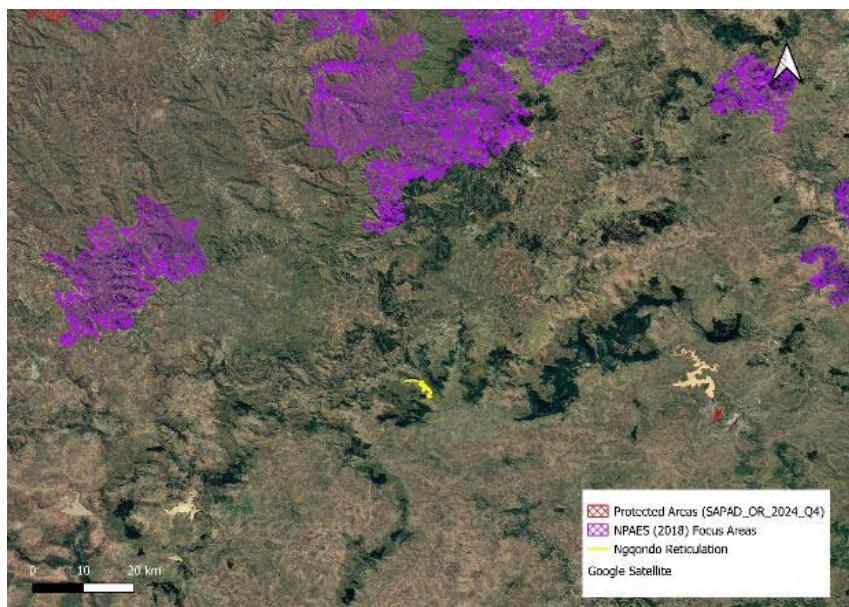 Protected Areas (SAPAD_OR_2024_Q4)
NPAES (2018) Focus Areas
Ngqondo Reticulation
Google Satellite
0 10 20 km